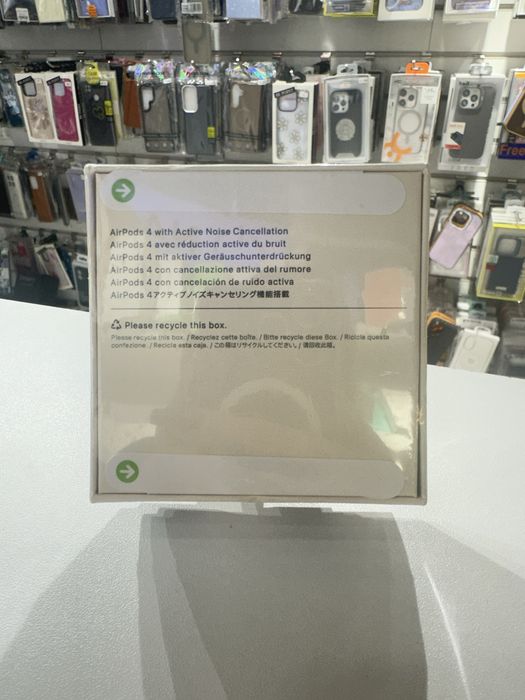 AirPods 4 with Active Noise Cancellation
AirPods 4 avec réduction active du bruit
AirPods 4 mit aktiver Geräuschunterdrückung
AirPods 4 con cancellazione attiva del rumore
AirPods 4 con cancelación de ruido activa
AirPods 4アクティブノイズキャンセリング機能搭載
Please recycle this box.
Please recycle this box. / Recyclez cette boîte. / Bitte recycle diese Box. / Ricicla questa
confezione. / Recicla esta caja. / この箱はリサイクルしてください。/ 请回收此箱。
Free